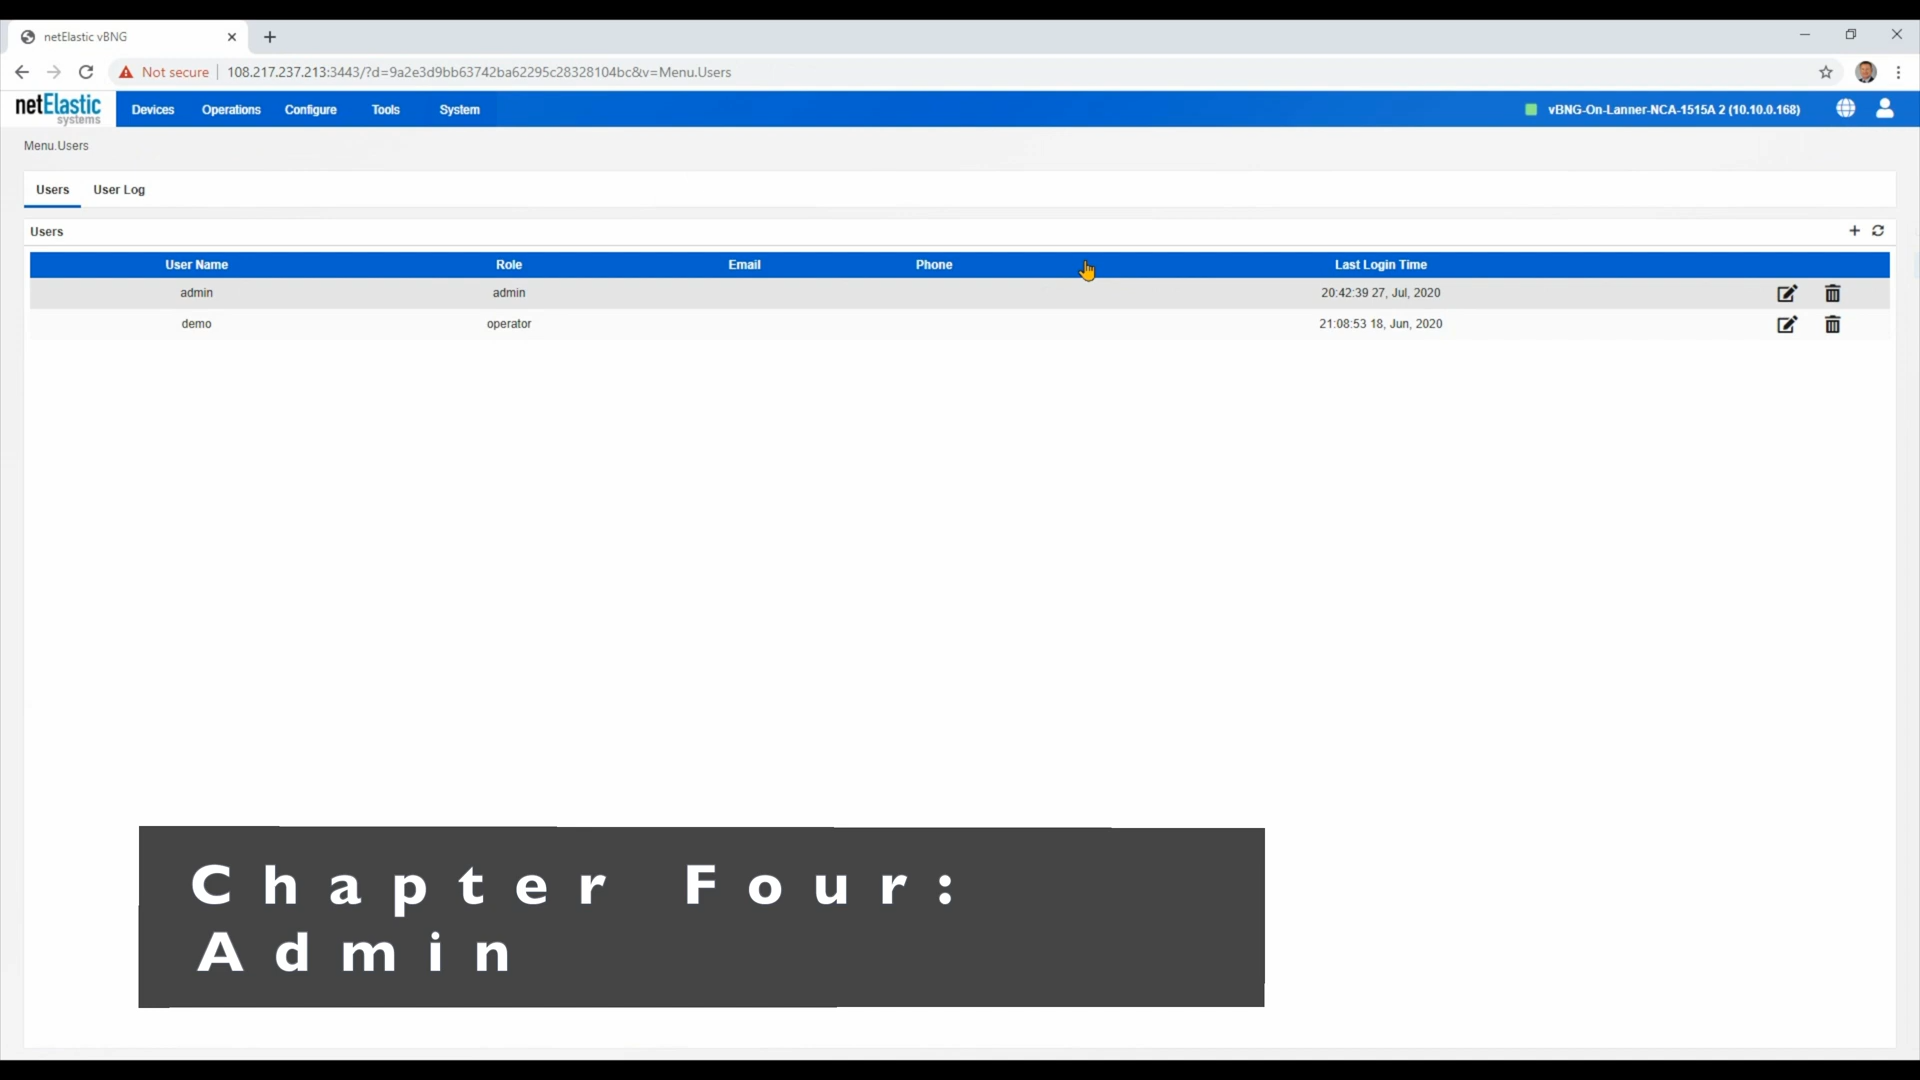 netElastic vBNG
Not secure 108.217.237.213:3443/?d=9a2e3d9bb63742ba62295c28328104bc&v=Menu.Users
netElastic
systems
Devices Operations Configure Tools System vBNG-On-Lanner-NCA-1515A 2 (10.10.0.168)
Menu.Users
Users User Log
Users
User Name Role Email Phone Last Login Time
admin admin 20:42:39 27, Jul, 2020
demo operator 21:08:53 18, Jun, 2020
Chapter Four:
Admin